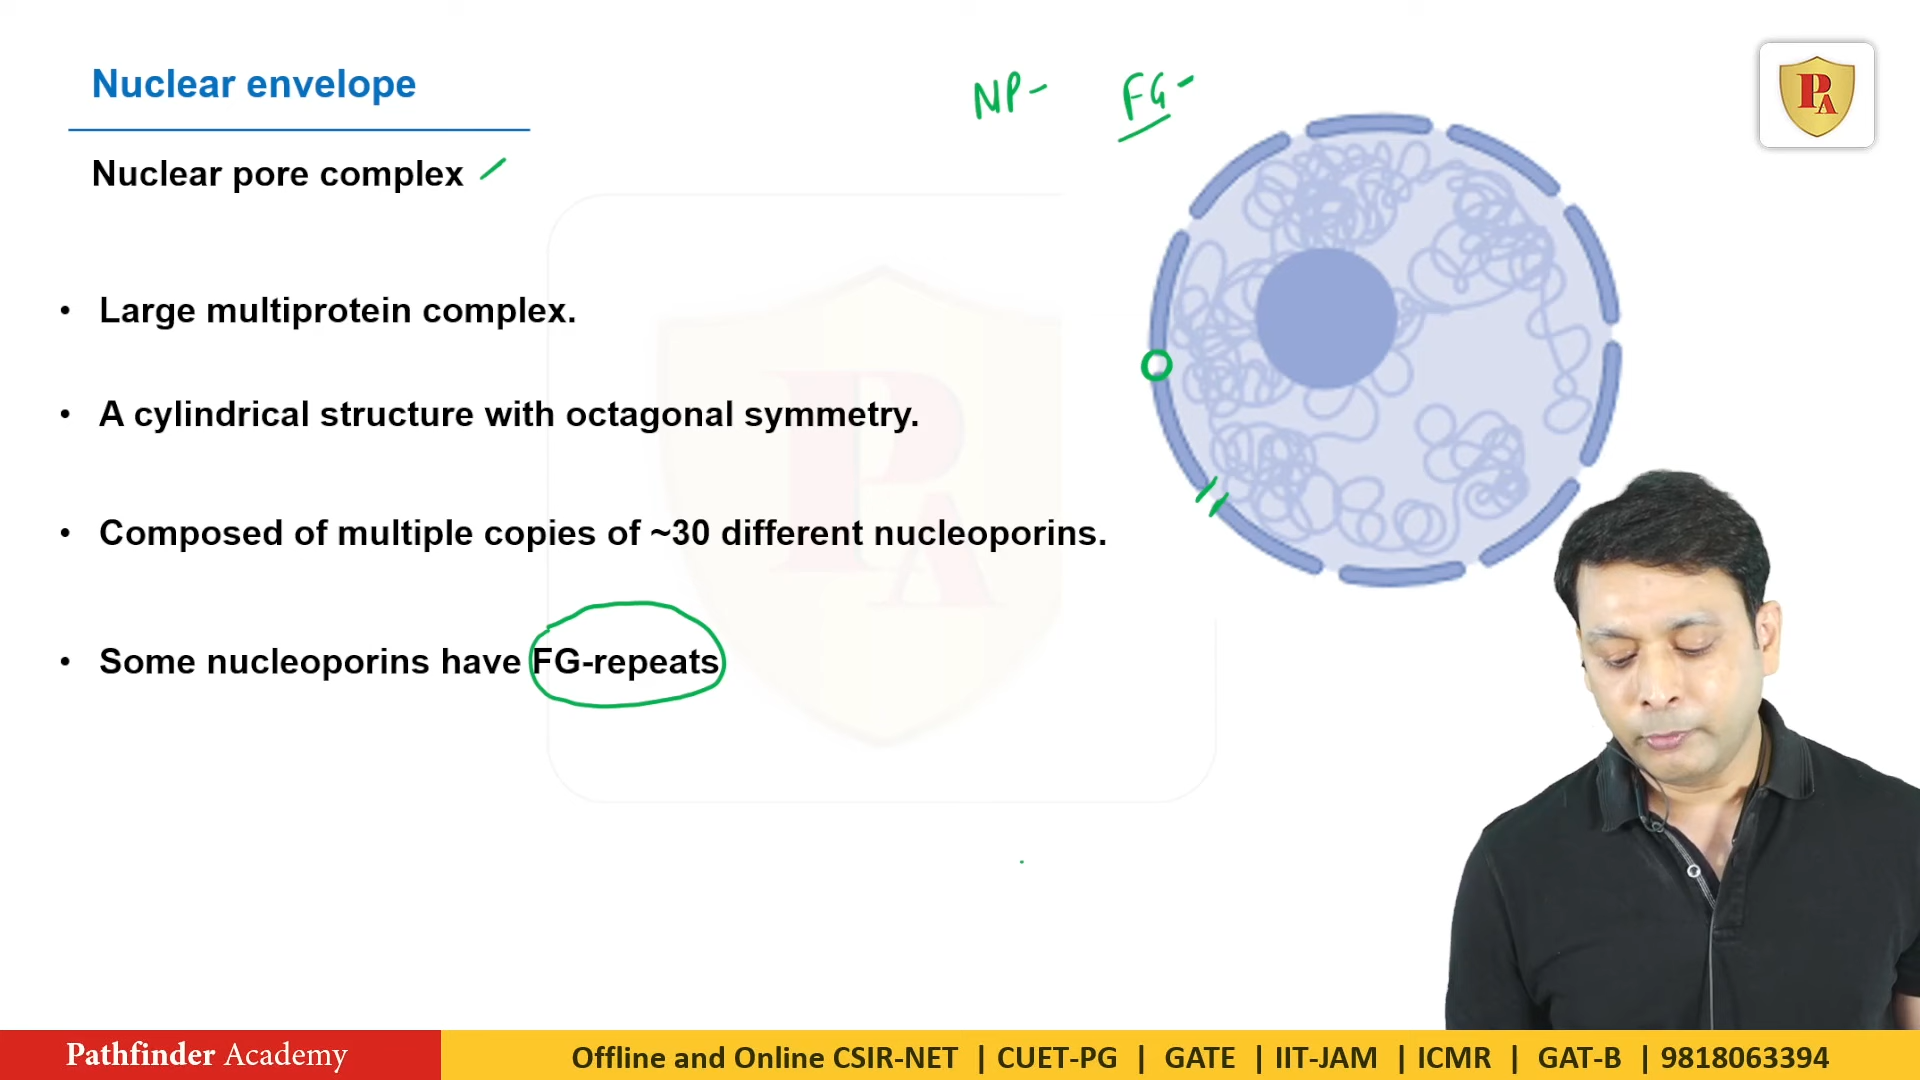 Nuclear envelope
NP- FG-
Nuclear pore complex
• Large multiprotein complex.
• A cylindrical structure with octagonal symmetry.
• Composed of multiple copies of ~30 different nucleoporins.
• Some nucleoporins have FG-repeats
PA
PA
Pathfinder Academy
Offline and Online CSIR-NET | CUET-PG | GATE | IIT-JAM | ICMR | GAT-B | 9818063394